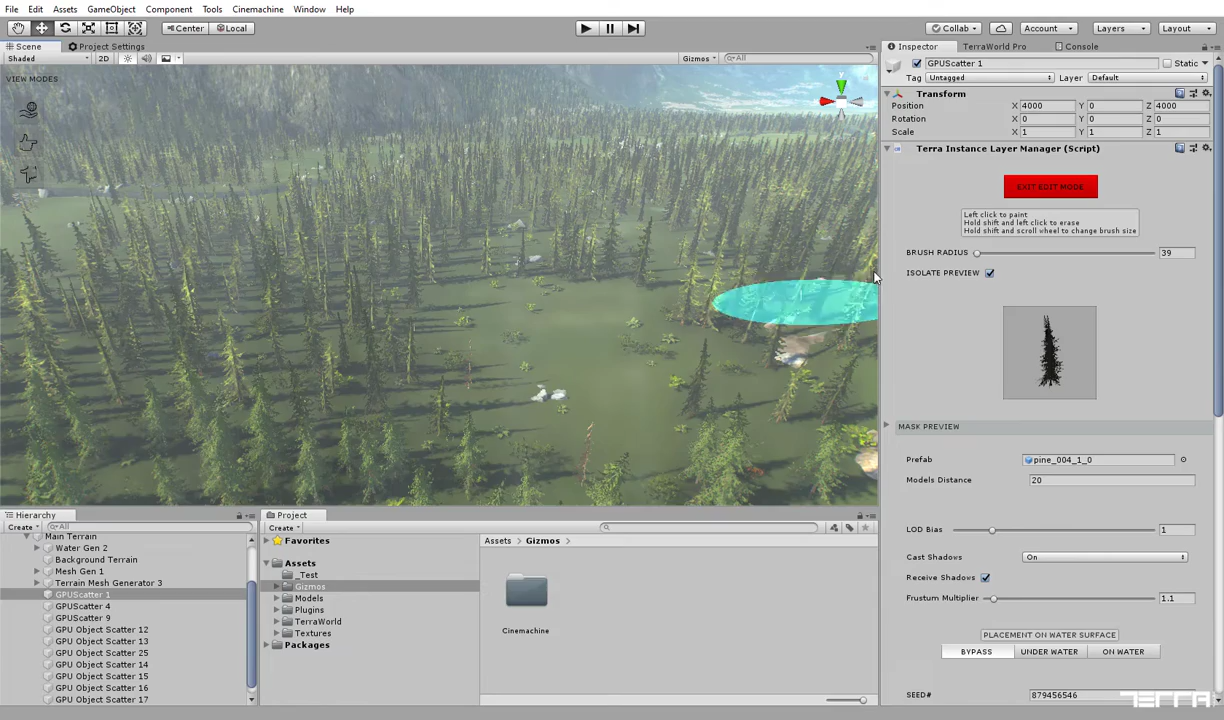 File Edit Assets GameObject Component Tools Cinemachine Window Help
Center Local Collab Account Layers Layout
Scene Project Settings Inspector TerraWorld Pro Console
Shaded 2D Gizmos All
VIEW MODES
GPUScatter 1 Static
Tag Untagged Layer Default
Transform
Position X 4000 Y 0 Z 4000
Rotation X 0 Y 0 Z 0
Scale X 1 Y 1 Z 1
Terra Instance Layer Manager (Script)
EXIT EDIT MODE
Left click to paint
Hold shift and left click to erase
Hold shift and scroll wheel to change brush size
BRUSH RADIUS 39
ISOLATE PREVIEW
MASK PREVIEW
Prefab pine_004_1_0
Models Distance 20
LOD Bias 1
Cast Shadows On
Receive Shadows
Frustum Multiplier 1.1
PLACEMENT ON WATER SURFACE
BYPASS UNDER WATER ON WATER
SEED# 879456546
TERRA
Hierarchy
Create All
Main Terrain
Water Gen 2
Background Terrain
Mesh Gen 1
Terrain Mesh Generator 3
GPUScatter 1
GPUScatter 4
GPUScatter 9
GPU Object Scatter 12
GPU Object Scatter 13
GPU Object Scatter 25
GPU Object Scatter 14
GPU Object Scatter 15
GPU Object Scatter 16
GPU Object Scatter 17
Project
Create
Favorites
Assets
_Test
Gizmos
Models
Plugins
TerraWorld
Textures
Packages
Assets Gizmos
Cinemachine